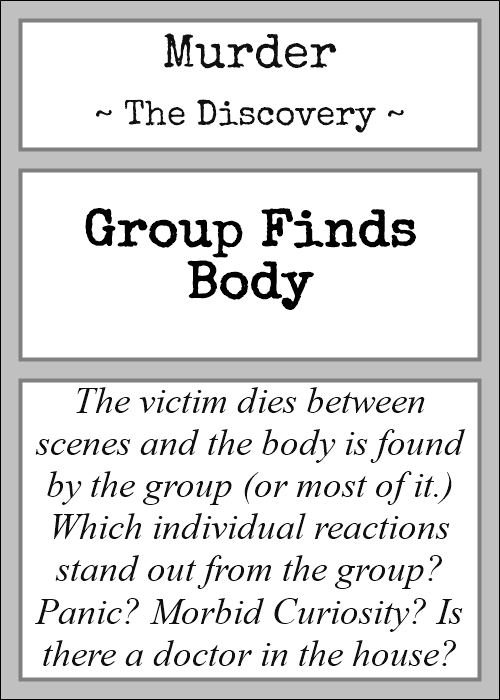 Murder
~ The Discovery ~
Group Finds
Body
The victim dies between
scenes and the body is found
by the group (or most of it.)
Which individual reactions
stand out from the group?
Panic? Morbid Curiosity? Is
there a doctor in the house?